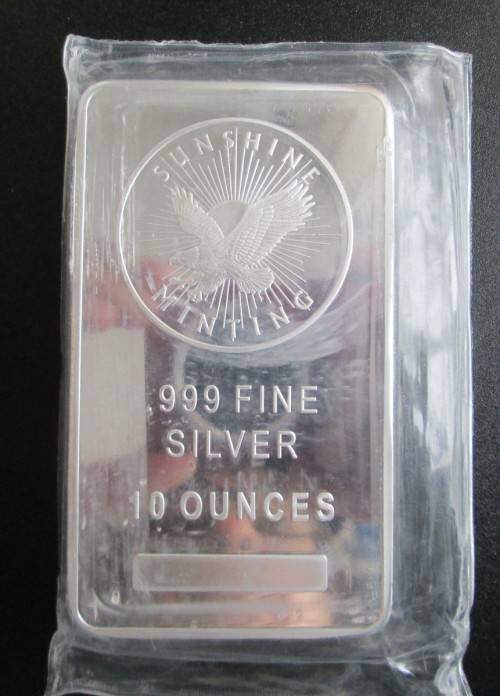 SUNSHINE
MINTING
.999 FINE
SILVER
10 OUNCES